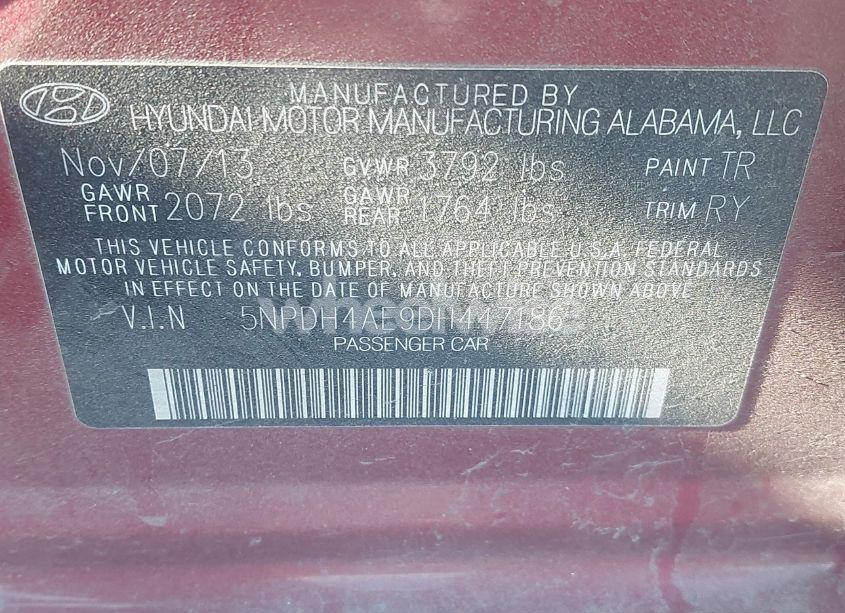 MANUFACTURED BY
HYUNDAI MOTOR MANUFACTURING ALABAMA, LLC
Nov/07/13 GVWR 3792 lbs PAINT TR
GAWR FRONT 2072 lbs GAWR REAR 1764 lbs TRIM RY
THIS VEHICLE CONFORMS TO ALL APPLICABLE U.S.A. FEDERAL
MOTOR VEHICLE SAFETY, BUMPER, AND THEFT PREVENTION STANDARDS
IN EFFECT ON THE DATE OF MANUFACTURE SHOWN ABOVE.
V.I.N 5NPDH4AE9DH447186
PASSENGER CAR